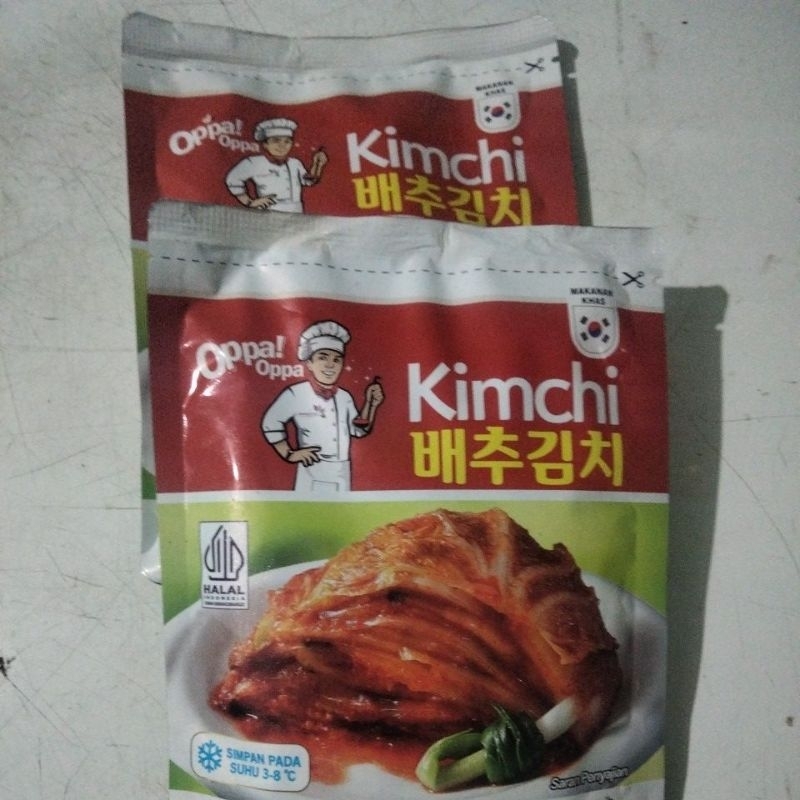 Oppa!
Oppa
MAKANAN
KHAS
Kimchi
배추김치
Oppa!
Oppa
MAKANAN
KHAS
Kimchi
배추김치
HALAL
INDONESIA
SIMPAN PADA
SUHU 3-8 °C
Saran Penyajian